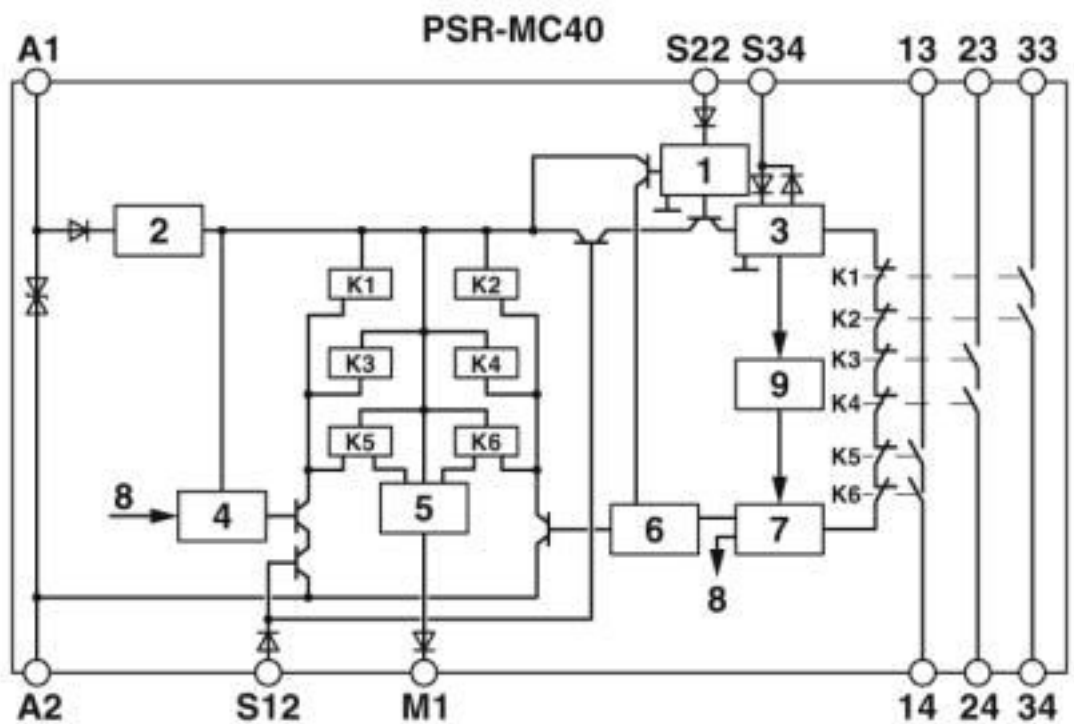 PSR-MC40
A1 S22 S34 13 23 33
1
2 3
K1 K2 K1
K2
K3 K4 9 K3
K4
K5 K6 K5
8 4 5 6 7 K6
8
A2 S12 M1 14 24 34